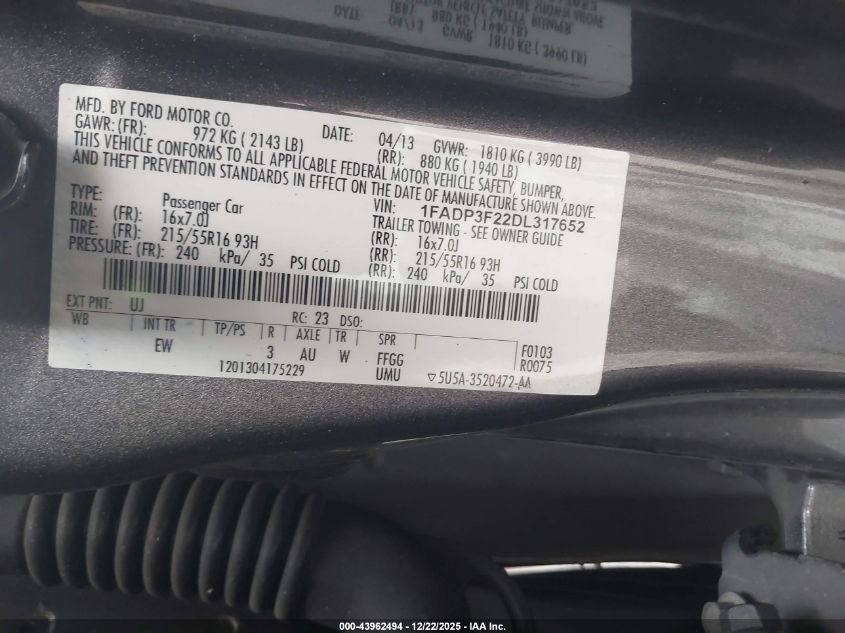 MFD. BY FORD MOTOR CO. DATE: 04/13 GVWR: 1810 KG ( 3990 LB)
GAWR: (FR): 972 KG ( 2143 LB) (RR): 880 KG ( 1940 LB)
THIS VEHICLE CONFORMS TO ALL APPLICABLE FEDERAL MOTOR VEHICLE SAFETY, BUMPER,
AND THEFT PREVENTION STANDARDS IN EFFECT ON THE DATE OF MANUFACTURE SHOWN ABOVE.
VIN: 1FADP3F22DL317652
TYPE: Passenger Car TRAILER TOWING - SEE OWNER GUIDE
RIM: (FR): 16x7.0J (RR): 16x7.0J
TIRE: (FR): 215/55R16 93H (RR): 215/55R16 93H
PRESSURE: (FR): 240 kPa/ 35 PSI COLD (RR): 240 kPa/ 35 PSI COLD
EXT PNT: UJ RC: 23 DSO:
WB INT TR TP/PS R AXLE TR SPR F0103
EW 3 AU W FFGG R0075
1201304175229 UMU ▽5U5A-3520472-AA
#000 - 43962494 - 12/22/2025 - IAA Inc.